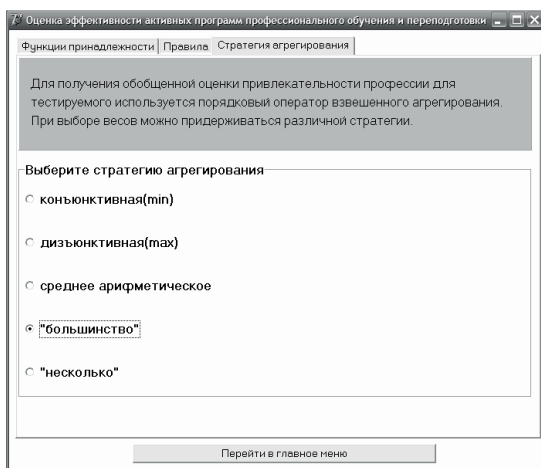 Оценка эффективности активных программ профессионального обучения и переподготовки
Функции принадлежности Правила Стратегия агрегирования
Для получения обобщенной оценки привлекательности профессии для
тестируемого используется порядковый оператор взвешенного агрегирования.
При выборе весов можно придерживаться различной стратегии.
Выберите стратегию агрегирования
конъюнктивная(min)
дизъюнктивная(max)
среднее арифметическое
"большинство"
"несколько"
Перейти в главное меню